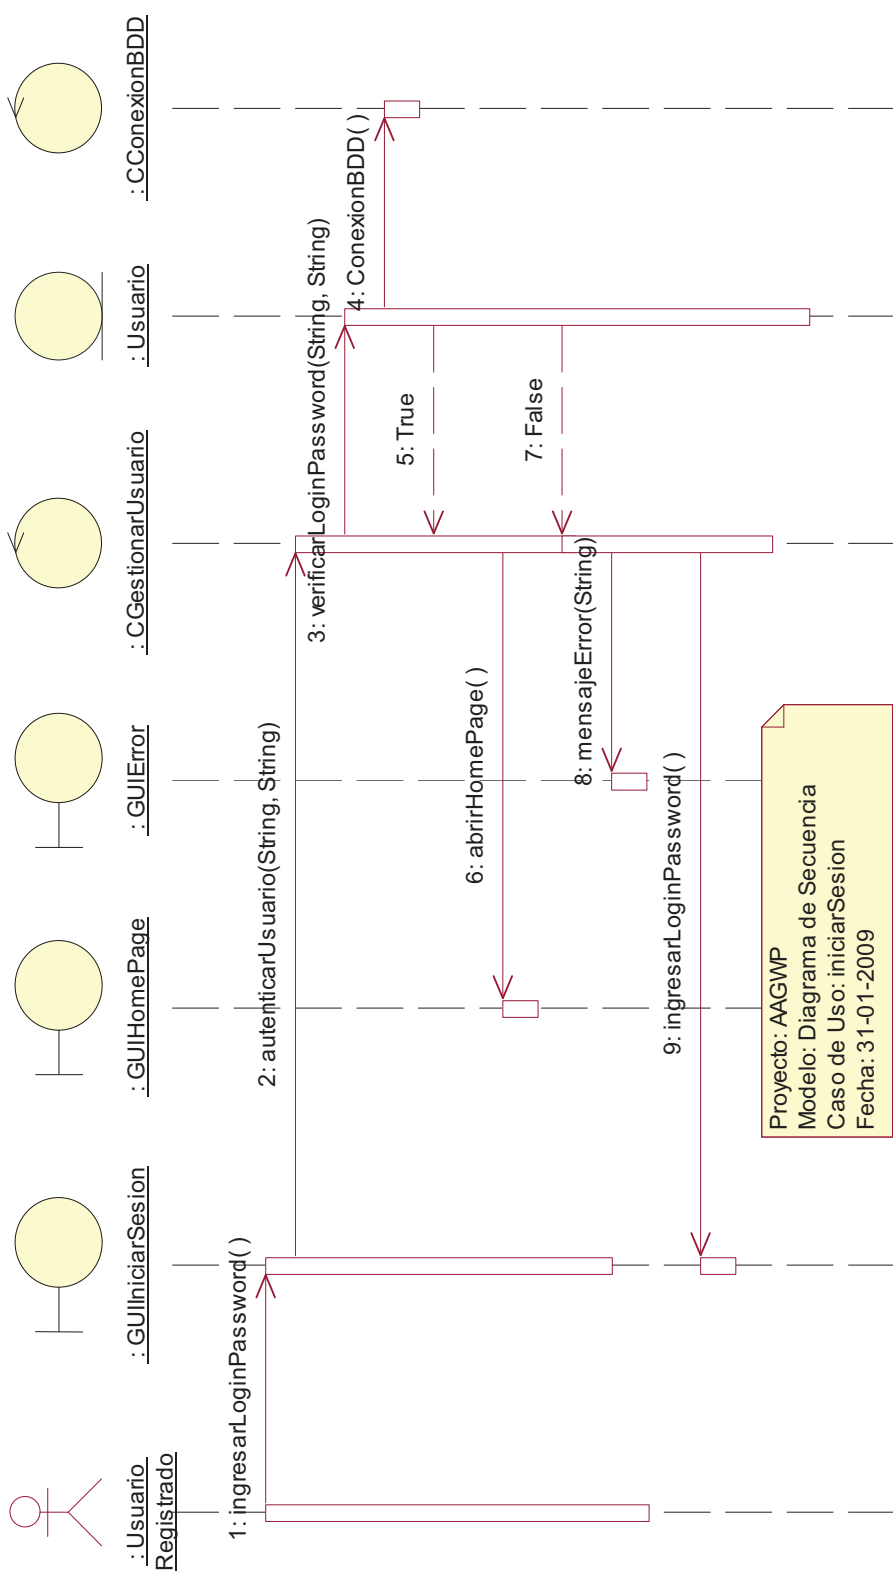 : Usuario
Registrado
: GUIIniciarSesion
: GUIHomePage
: GUIError
: CGestionarUsuario
: Usuario
: CConexionBDD
1: ingresarLoginPassword( )
2: autenticarUsuario(String, String)
3: verificarLoginPassword(String, String)
4: ConexionBDD( )
5: True
6: abrirHomePage( )
7: False
8: mensajeError(String)
9: ingresarLoginPassword( )
Proyecto: AAGWP
Modelo: Diagrama de Secuencia
Caso de Uso: iniciarSesion
Fecha: 31-01-2009